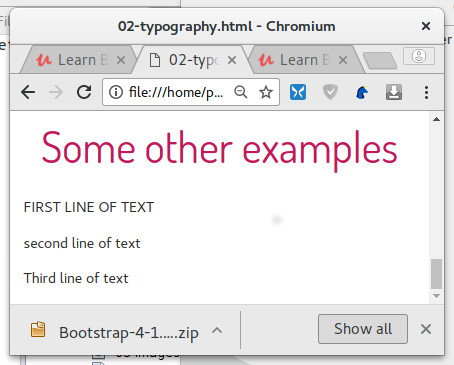 02-typography.html - Chromium
Learn B
02-typo
Learn B
file:///home/p...
Some other examples
FIRST LINE OF TEXT
second line of text
Third line of text
Bootstrap-4-1.....zip
Show all